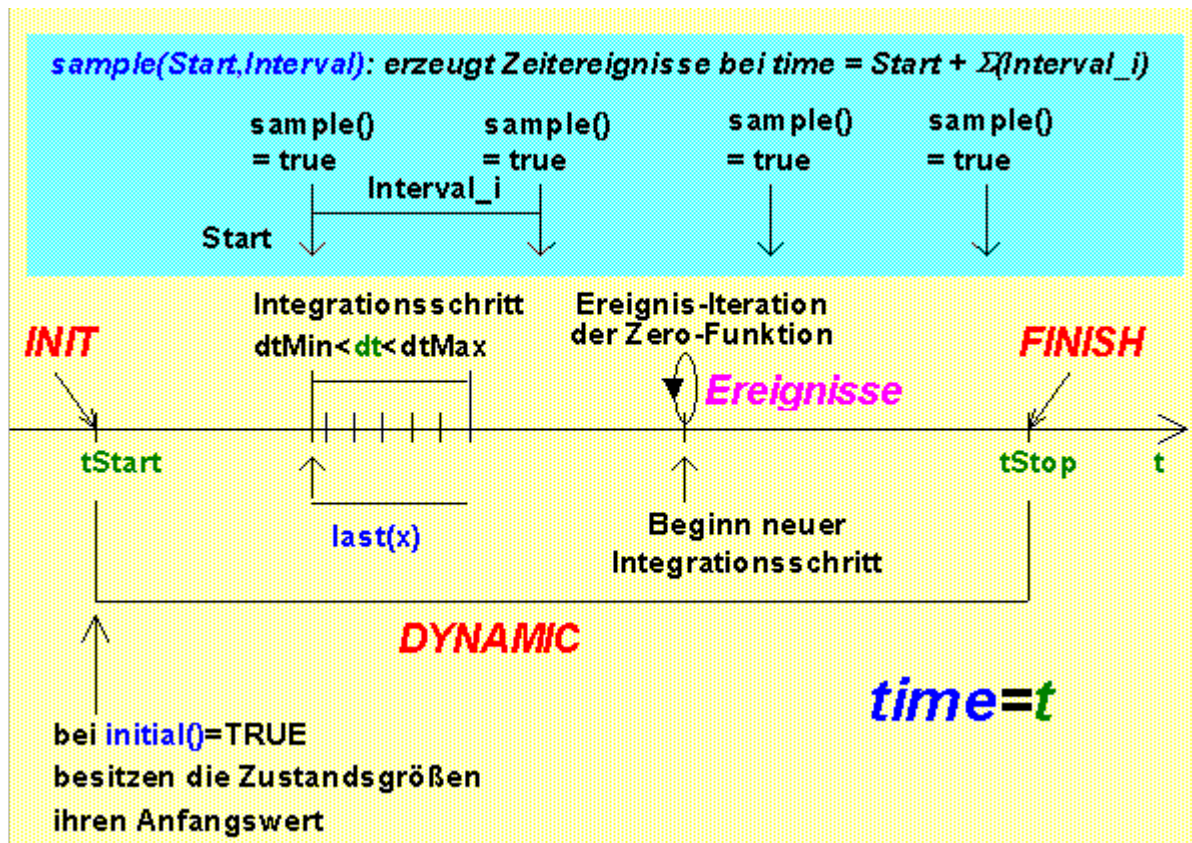 sample(Start,Interval): erzeugt Zeitereignisse bei time = Start + Σ(Interval_i)
sample() sample() sample() sample()
= true = true = true = true
Interval_i
Start
Integrationsschritt Ereignis-Iteration
der Zero-Funktion
INIT dtMin<dt<dtMax FINISH
Ereignisse
tStart tStop t
last(x) Beginn neuer
Integrationsschritt
DYNAMIC
time=t
bei initial()=TRUE
besitzen die Zustandsgrößen
ihren Anfangswert